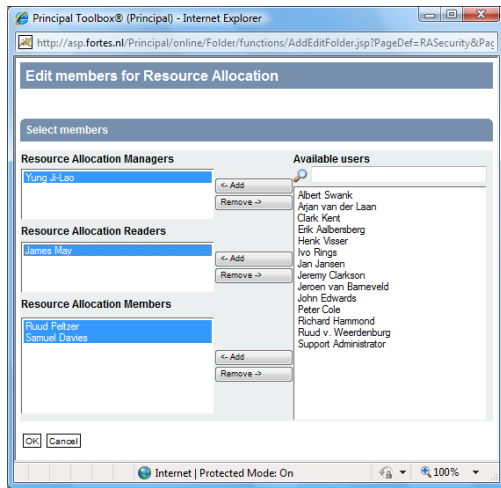 Principal Toolbox® (Principal) - Internet Explorer
http://asp.fortes.nl/Principal/online/Folder/functions/AddEditFolder.jsp?PageDef=RASecurity&Pag
Edit members for Resource Allocation
Select members
Resource Allocation Managers
Yung Ji-Lao
<- Add
Remove ->
Resource Allocation Readers
James May
<- Add
Remove ->
Resource Allocation Members
Ruud Peltzer
Samuel Davies
<- Add
Remove ->
Available users
Albert Swank
Arjan van der Laan
Clark Kent
Erik Aalbersberg
Henk Visser
Ivo Rings
Jan Jansen
Jeremy Clarkson
Jeroen van Barneveld
John Edwards
Peter Cole
Richard Hammond
Ruud v. Weerdenburg
Support Administrator
OK Cancel
Internet | Protected Mode: On
100%